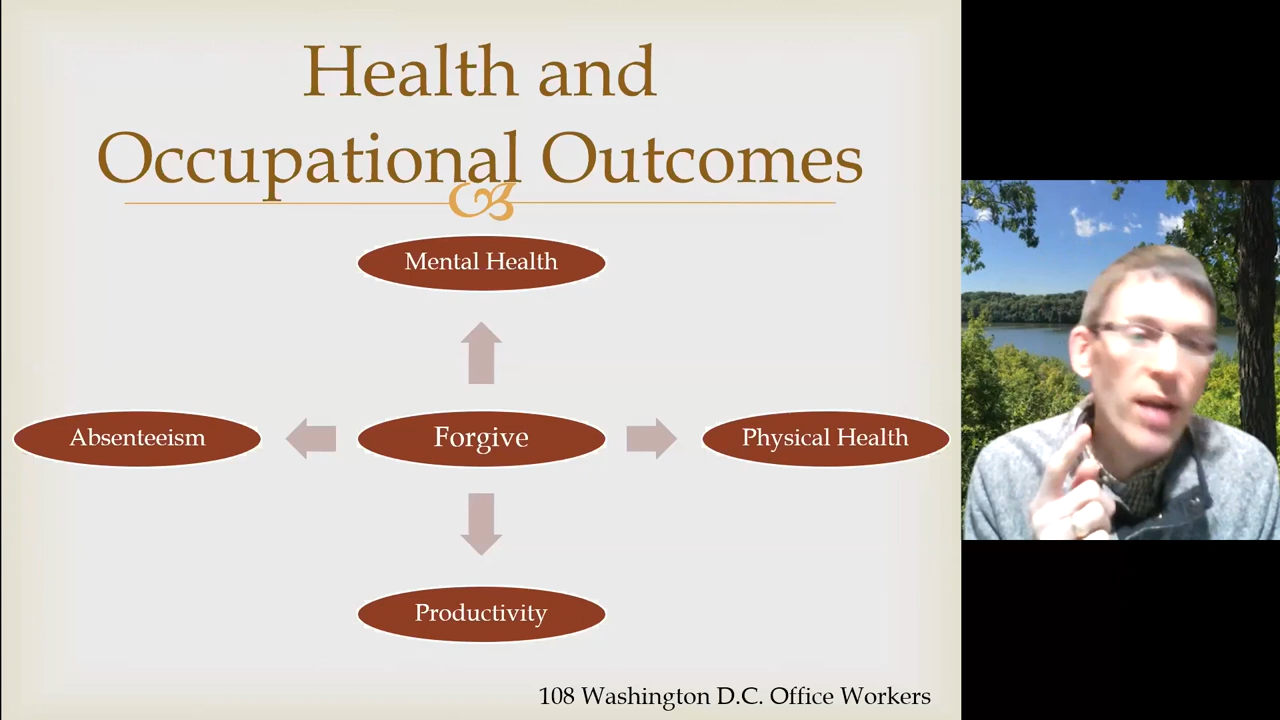 Health and
Occupational Outcomes
Mental Health
Absenteeism
Forgive
Physical Health
Productivity
108 Washington D.C. Office Workers